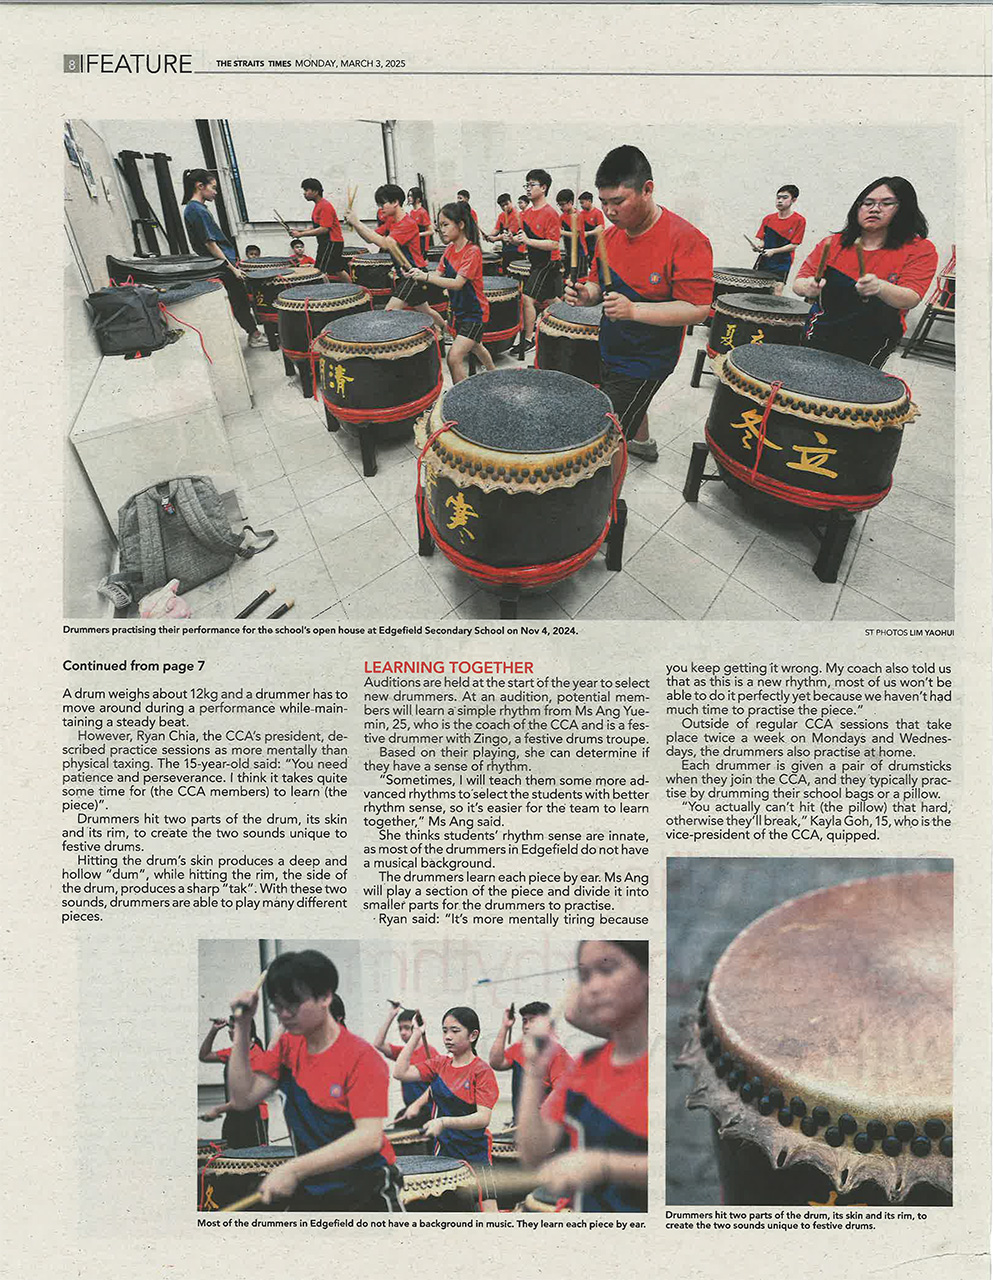 8 FEATURE THE STRAITS TIMES MONDAY, MARCH 3, 2025
清
寒
夏
冬立
Drummers practising their performance for the school's open house at Edgefield Secondary School on Nov 4, 2024.
ST PHOTOS LIM YAOHUI
Continued from page 7
A drum weighs about 12kg and a drummer has to
move around during a performance while main-
taining a steady beat.
However, Ryan Chia, the CCA's president, de-
scribed practice sessions as more mentally than
physical taxing. The 15-year-old said: "You need
patience and perseverance. I think it takes quite
some time for (the CCA members) to learn (the
piece)".
Drummers hit two parts of the drum, its skin
and its rim, to create the two sounds unique to
festive drums.
Hitting the drum's skin produces a deep and
hollow "dum", while hitting the rim, the side of
the drum, produces a sharp "tak". With these two
sounds, drummers are able to play many different
pieces.
LEARNING TOGETHER
Auditions are held at the start of the year to select
new drummers. At an audition, potential mem-
bers will learn a simple rhythm from Ms Ang Yue-
min, 25, who is the coach of the CCA and is a fes-
tive drummer with Zingo, a festive drums troupe.
Based on their playing, she can determine if
they have a sense of rhythm.
"Sometimes, I will teach them some more ad-
vanced rhythms to select the students with better
rhythm sense, so it's easier for the team to learn
together," Ms Ang said.
She thinks students' rhythm sense are innate,
as most of the drummers in Edgefield do not have
a musical background.
The drummers learn each piece by ear. Ms Ang
will play a section of the piece and divide it into
smaller parts for the drummers to practise.
Ryan said: "It's more mentally tiring because
you keep getting it wrong. My coach also told us
that as this is a new rhythm, most of us won't be
able to do it perfectly yet because we haven't had
much time to practise the piece."
Outside of regular CCA sessions that take
place twice a week on Mondays and Wednes-
days, the drummers also practise at home.
Each drummer is given a pair of drumsticks
when they join the CCA, and they typically prac-
tise by drumming their school bags or a pillow.
"You actually can't hit (the pillow) that hard,
otherwise they'll break," Kayla Goh, 15, who is the
vice-president of the CCA, quipped.
Most of the drummers in Edgefield do not have a background in music. They learn each piece by ear.
Drummers hit two parts of the drum, its skin and its rim, to
create the two sounds unique to festive drums.